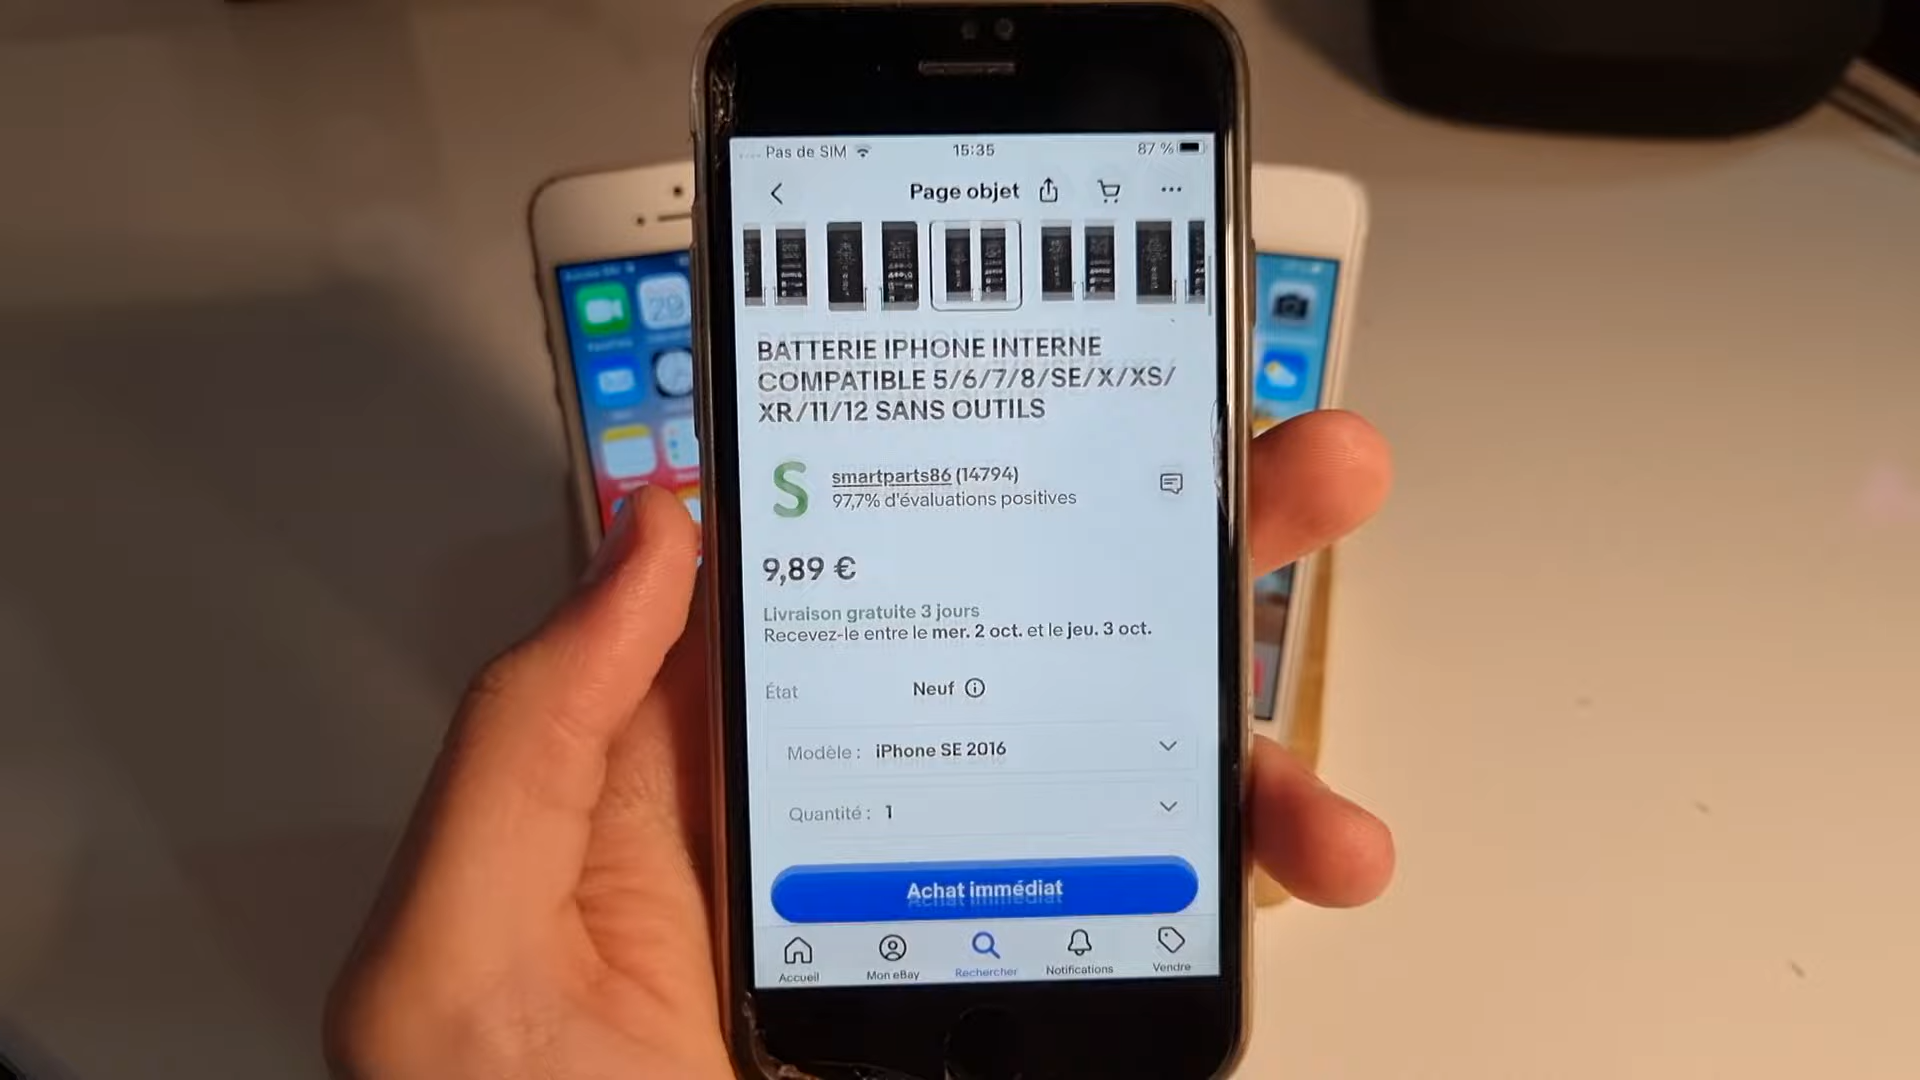 Pas de SIM 15:35 87 %
Page objet
BATTERIE IPHONE INTERNE
COMPATIBLE 5/6/7/8/SE/X/XS/
XR/11/12 SANS OUTILS
S
smartparts86 (14794)
97,7% d'évaluations positives
9,89 €
Livraison gratuite 3 jours
Recevez-le entre le mer. 2 oct. et le jeu. 3 oct.
État Neuf
Modèle : iPhone SE 2016
Quantité : 1
Achat immédiat
Accueil Mon eBay Rechercher Notifications Vendre
29